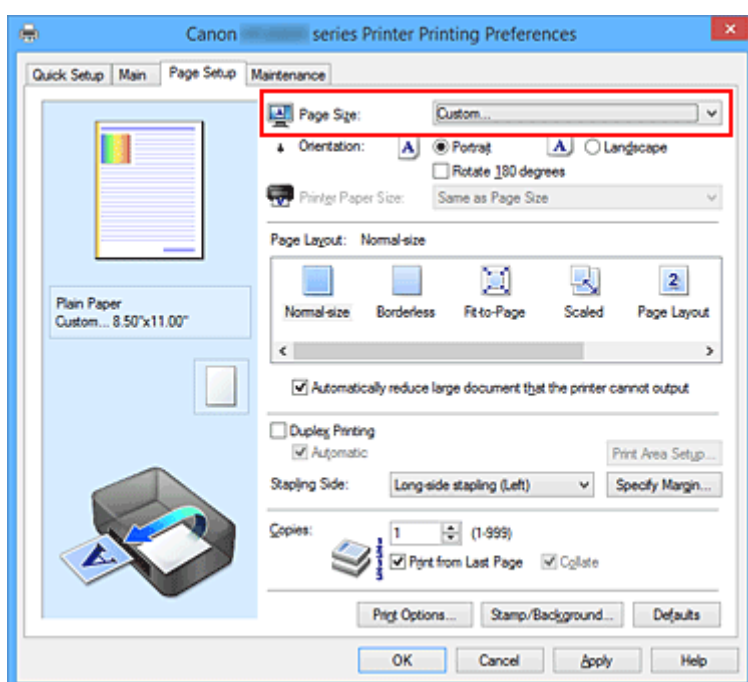 Canon series Printer Printing Preferences
Quick Setup Main Page Setup Maintenance
Page Size: Custom...
Orientation: A Portrait A Landscape
Rotate 180 degrees
Printer Paper Size: Same as Page Size
Page Layout: Normal-size
2
Normal-size Borderless Fit-to-Page Scaled Page Layout
Plain Paper
Custom... 8.50"x11.00"
Automatically reduce large document that the printer cannot output
Duplex Printing
Automatic
Print Area Setup...
Stapling Side: Long-side stapling (Left) Specify Margin...
Copies: 1 (1-999)
Print from Last Page Collate
A
Print Options... Stamp/Background... Defaults
OK Cancel Apply Help